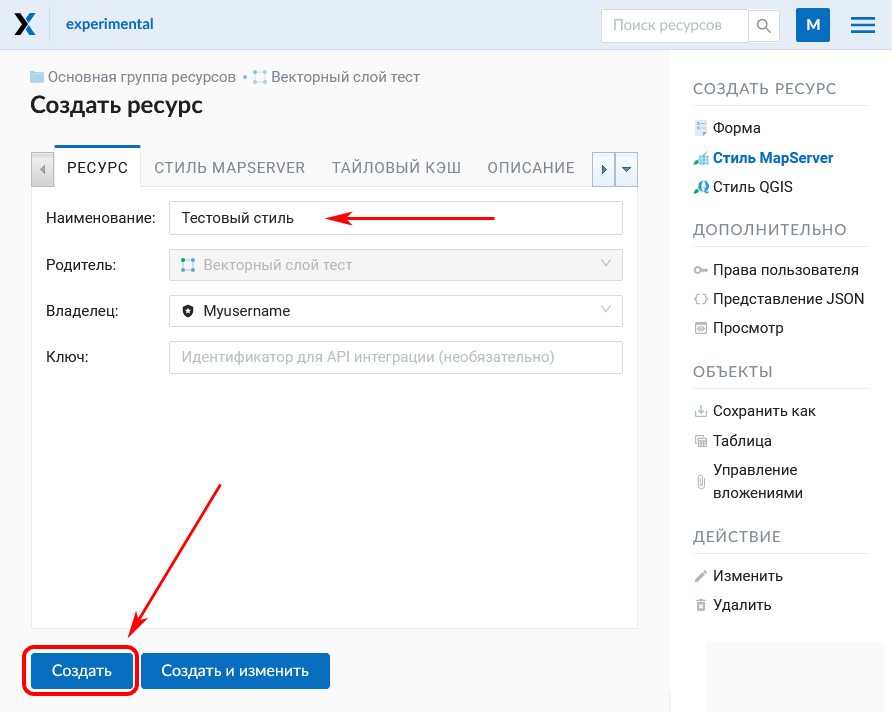 experimental
Поиск ресурсов
M
Основная группа ресурсов • Векторный слой тест
Создать ресурс
РЕСУРС СТИЛЬ MAPSERVER ТАЙЛОВЫЙ КЭШ ОПИСАНИЕ
Наименование: Тестовый стиль
Родитель: Векторный слой тест
Владелец: Myusername
Ключ: Идентификатор для API интеграции (необязательно)
Создать Создать и изменить
СОЗДАТЬ РЕСУРС
Форма
Стиль MapServer
Стиль QGIS
ДОПОЛНИТЕЛЬНО
Права пользователя
Представление JSON
Просмотр
ОБЪЕКТЫ
Сохранить как
Таблица
Управление
вложениями
ДЕЙСТВИЕ
Изменить
Удалить